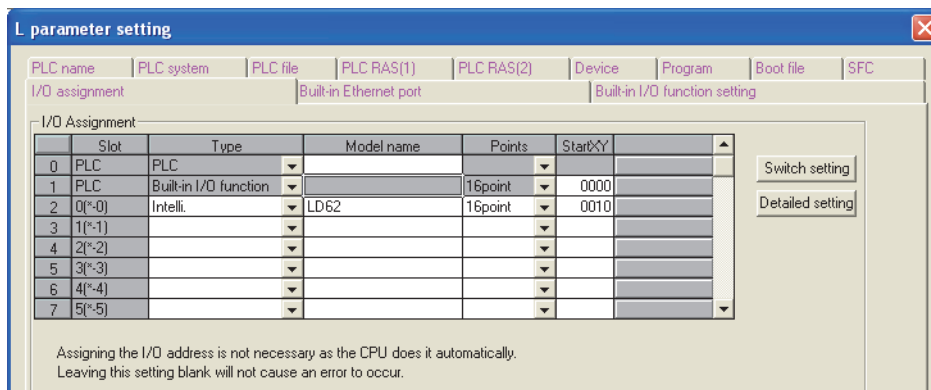 L parameter setting
PLC name PLC system PLC file PLC RAS(1) PLC RAS(2) Device Program Boot file SFC
I/O assignment Built-in Ethernet port Built-in I/O function setting
I/O Assignment
Slot Type Model name Points StartXY
0 PLC PLC
1 PLC Built-in I/O function 16point 0000
2 0(*-0) Intelli. LD62 16point 0010
3 1(*-1)
4 2(*-2)
5 3(*-3)
6 4(*-4)
7 5(*-5)
Switch setting
Detailed setting
Assigning the I/O address is not necessary as the CPU does it automatically.
Leaving this setting blank will not cause an error to occur.